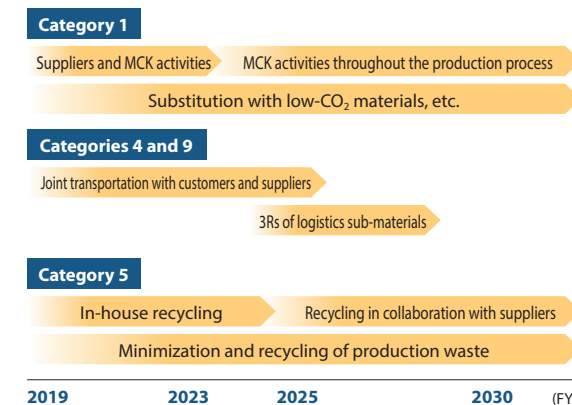 Category 1
Suppliers and MCK activities
MCK activities throughout the production process
Substitution with low-CO₂ materials, etc.
Categories 4 and 9
Joint transportation with customers and suppliers
3Rs of logistics sub-materials
Category 5
In-house recycling
Recycling in collaboration with suppliers
Minimization and recycling of production waste
2019 2023 2025 2030 (FY